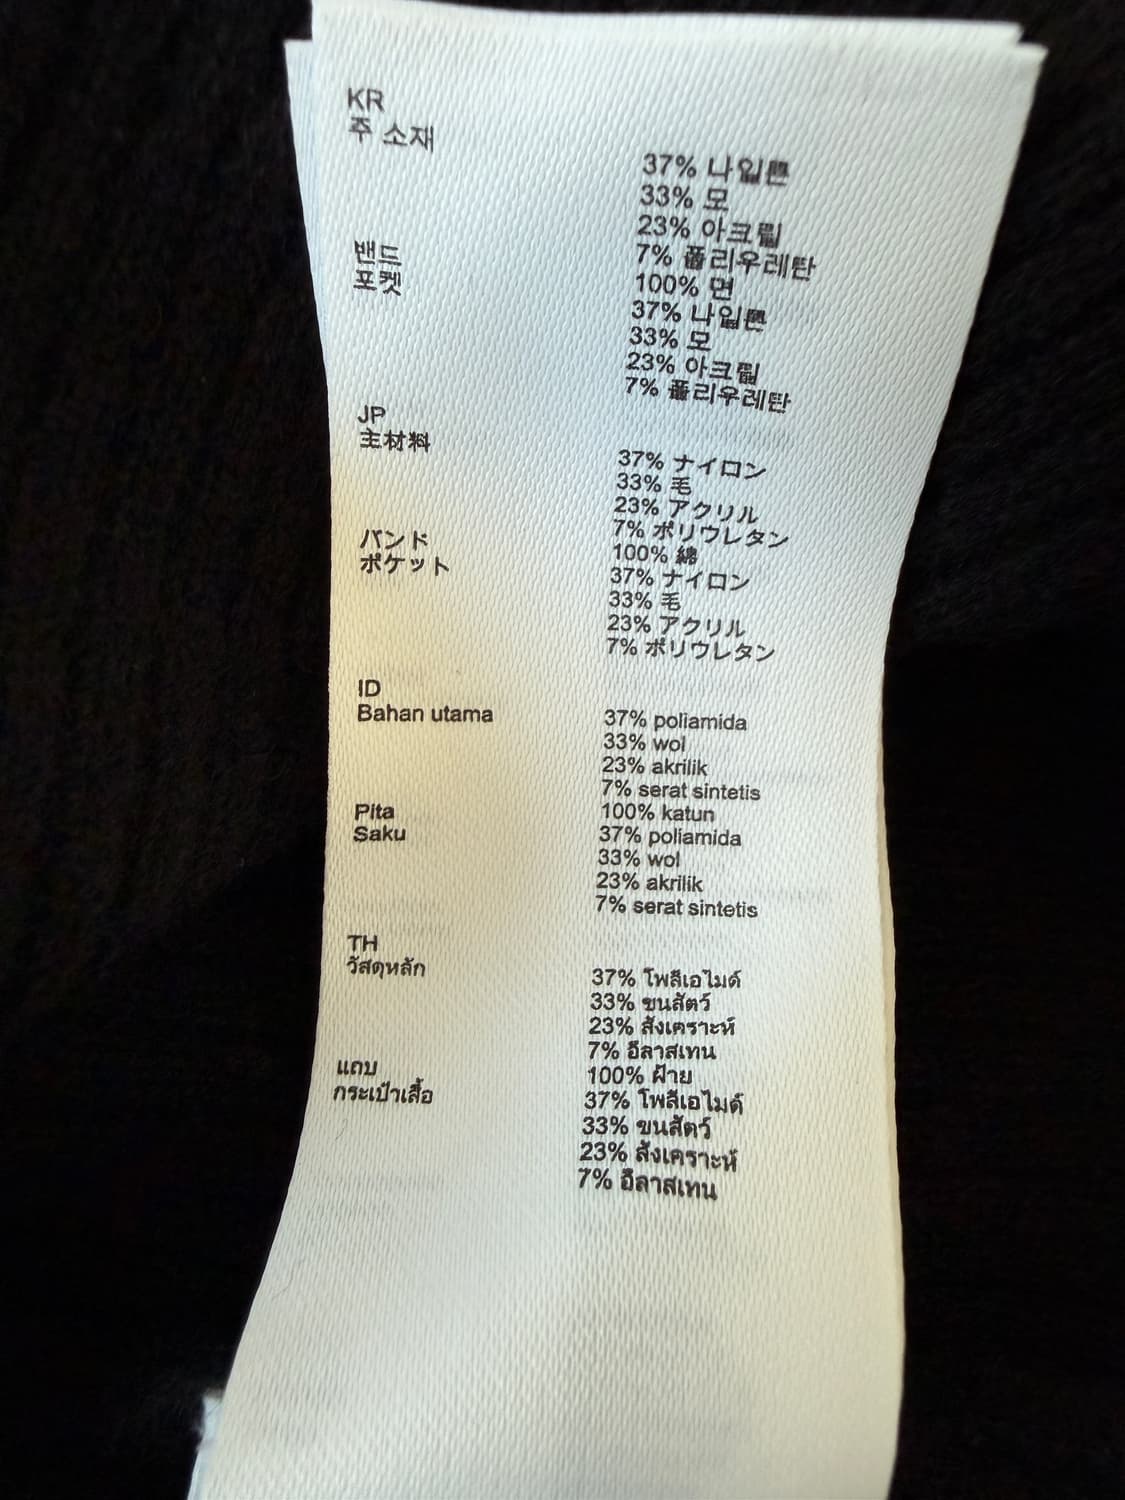 KR
주 소재
37% 나일론
33% 모
23% 아크릴
7% 폴리우레탄
밴드
100% 면
포켓
37% 나일론
33% 모
23% 아크릴
7% 폴리우레탄
JP
主材料
37% ナイロン
33% 毛
23% アクリル
7% ポリウレタン
バンド
100% 綿
ポケット
37% ナイロン
33% 毛
23% アクリル
7% ポリウレタン
ID
Bahan utama
37% poliamida
33% wol
23% akrilik
7% serat sintetis
Pita
100% katun
Saku
37% poliamida
33% wol
23% akrilik
7% serat sintetis
TH
วัสดุหลัก
37% โพลีเอไมด์
33% ขนสัตว์
23% สังเคราะห์
7% อีลาสเทน
แถบ
100% ฝ้าย
กระเป๋าเสื้อ
37% โพลีเอไมด์
33% ขนสัตว์
23% สังเคราะห์
7% อีลาสเทน